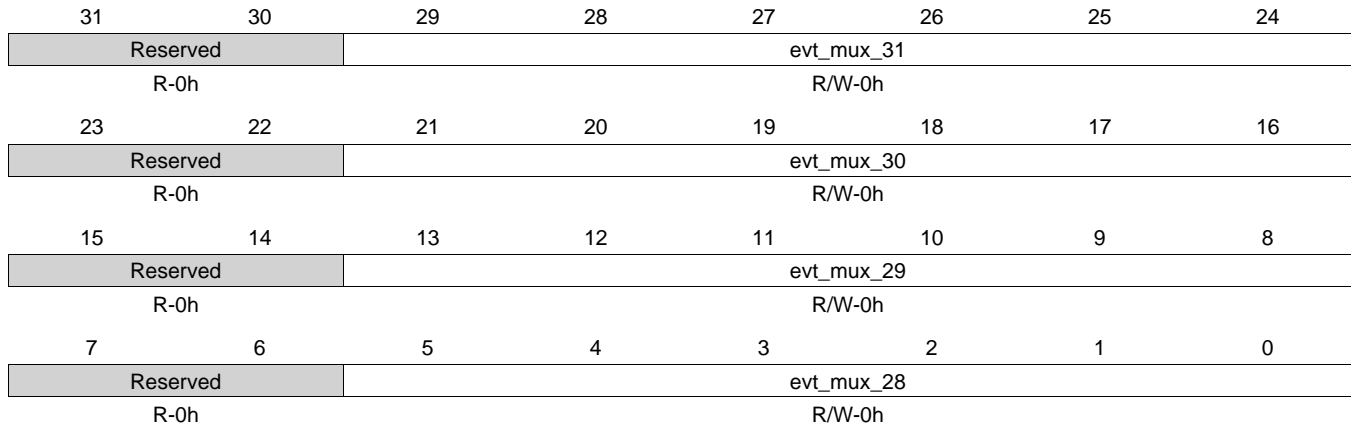 31 30 29 28 27 26 25 24
Reserved evt_mux_31
R-0h R/W-0h
23 22 21 20 19 18 17 16
Reserved evt_mux_30
R-0h R/W-0h
15 14 13 12 11 10 9 8
Reserved evt_mux_29
R-0h R/W-0h
7 6 5 4 3 2 1 0
Reserved evt_mux_28
R-0h R/W-0h